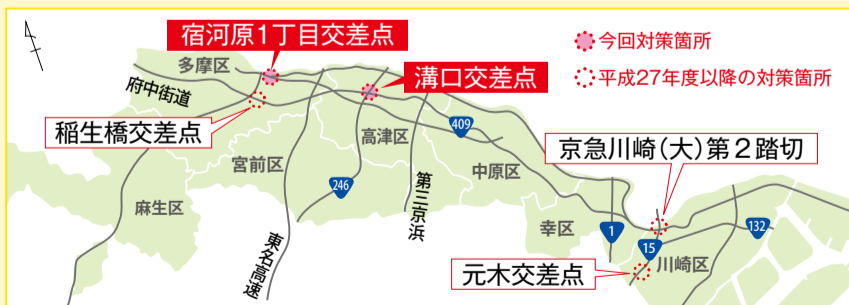 宿河原1丁目交差点
今回対策箇所
平成27年度以降の対策箇所
多摩区
溝口交差点
府中街道
稲生橋交差点
高津区
409
京急川崎(大)第2踏切
宮前区
中原区
246
第三京浜
麻生区
幸区
1
15
132
東名高速
川崎区
元木交差点